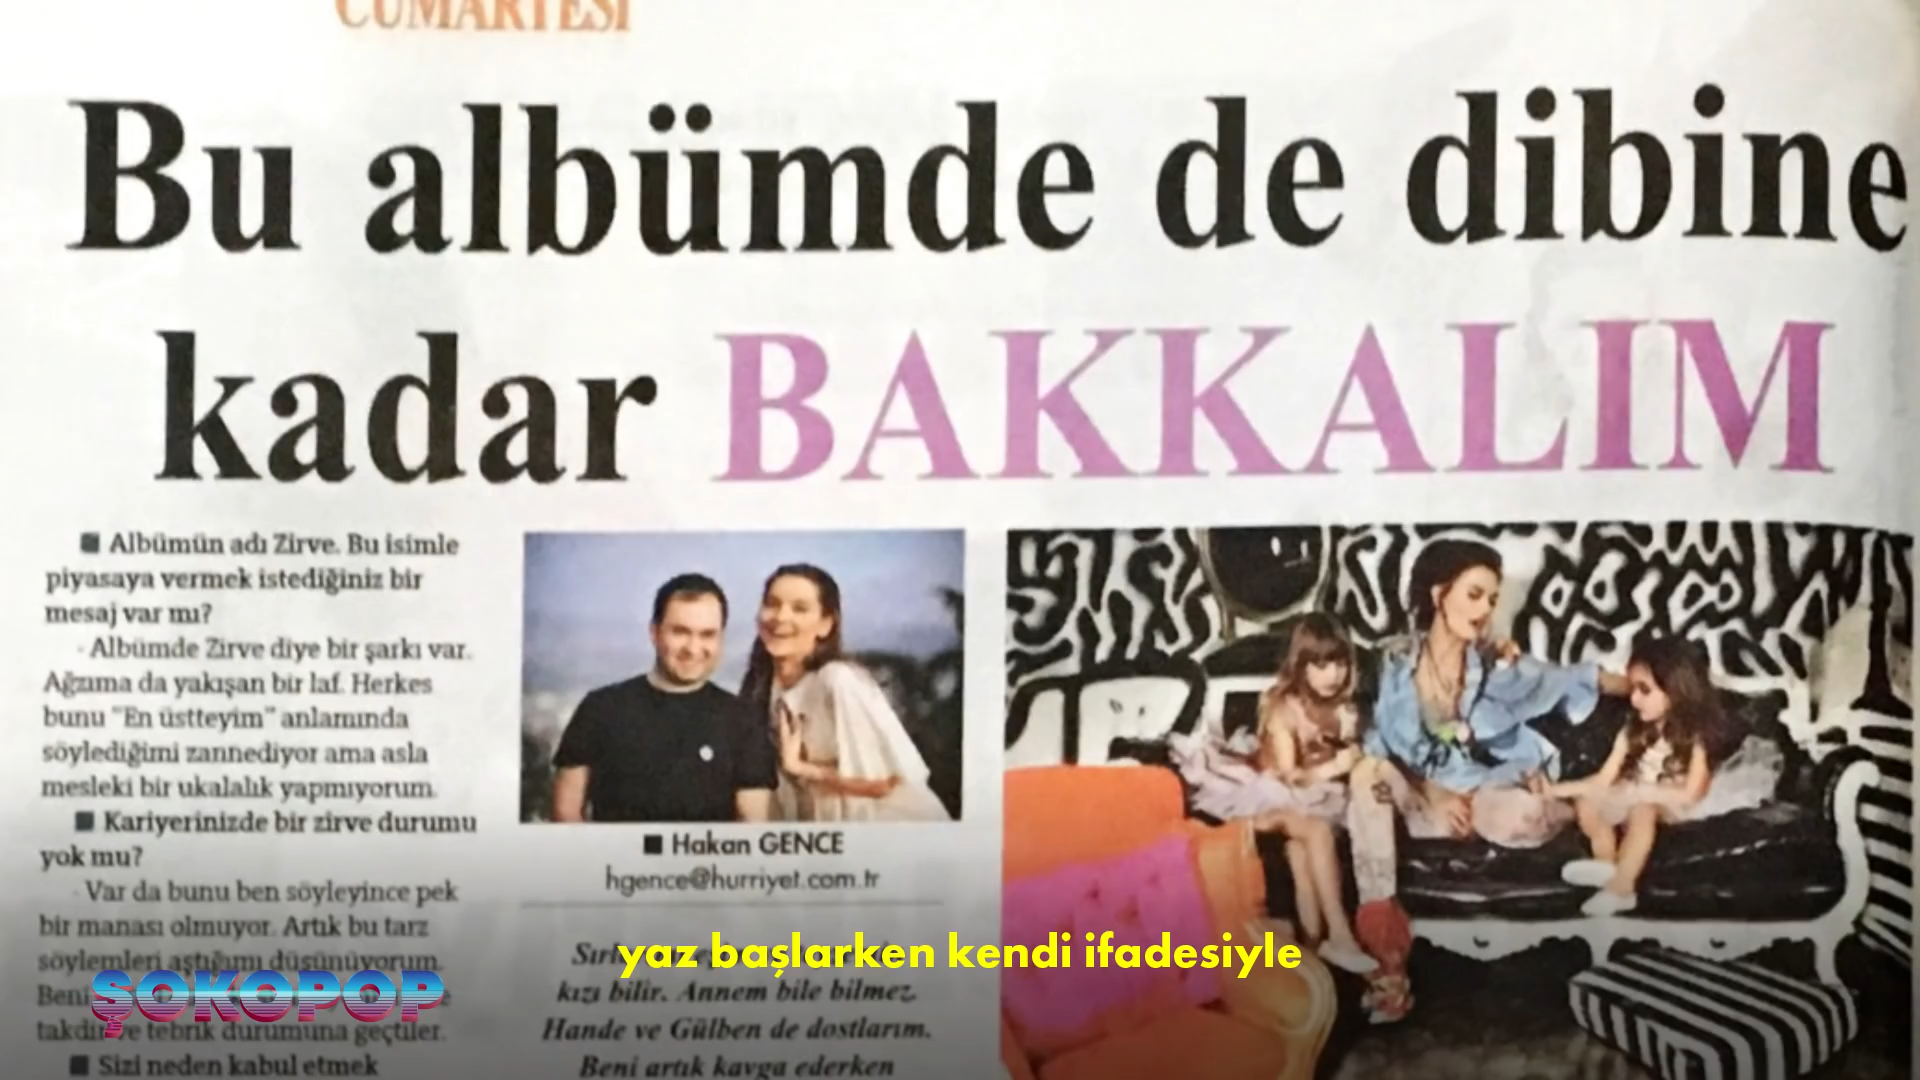 CUMARTESİ
Bu albümde de dibine
kadar BAKKALIM
■ Albümün adı Zirve. Bu isimle
piyasaya vermek istediğiniz bir
mesaj var mı?
- Albümde Zirve diye bir şarkı var.
Ağzıma da yakışan bir laf. Herkes
bunu "En üstteyim" anlamında
söylediğimi zannediyor ama asla
mesleki bir ukalalık yapmıyorum.
■ Kariyerinizde bir zirve durumu
yok mu?
- Var da bunu ben söyleyince pek
bir manası olmuyor. Artık bu tarz
söylemleri aştığımı düşünüyorum.
Beni
takdir ve tebrik durumuna geçtiler.
■ Sizi neden kabul etmek
■ Hakan GENCE
hgence@hurriyet.com.tr
kızı bilir. Annem bile bilmez.
Hande ve Gülben de dostlarım.
Beni artık kavga ederken
yaz başlarken kendi ifadesiyle
ŞOKOPOP